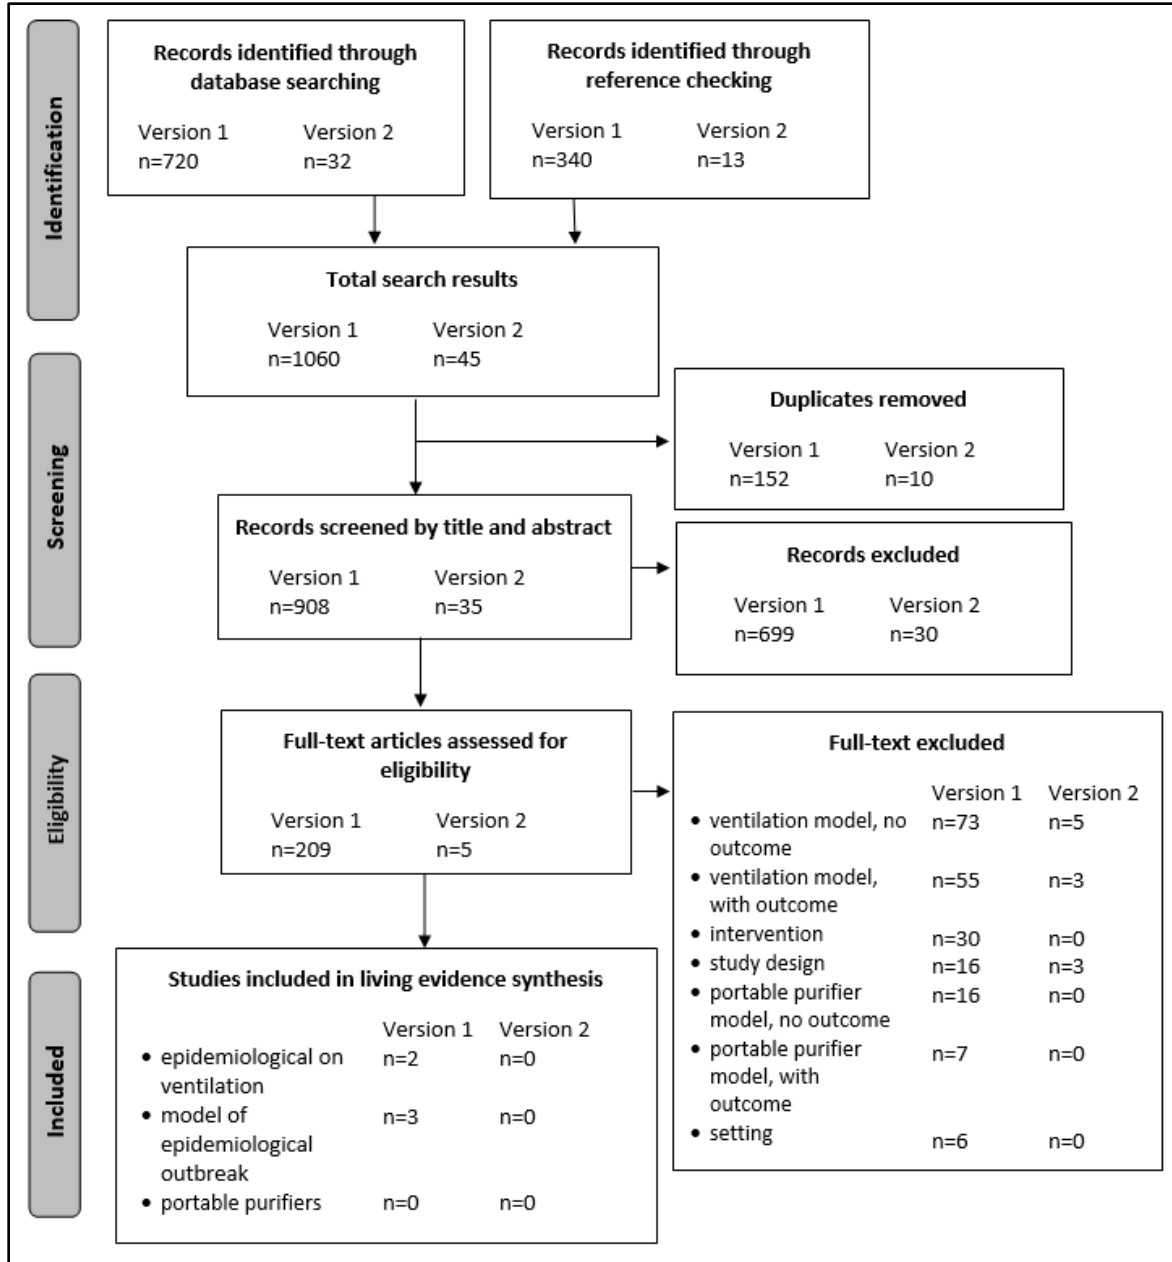 Identification
Records identified through
database searching
Version 1 Version 2
n=720 n=32
Records identified through
reference checking
Version 1 Version 2
n=340 n=13
Total search results
Version 1 Version 2
n=1060 n=45
Screening
Duplicates removed
Version 1 Version 2
n=152 n=10
Records screened by title and abstract
Version 1 Version 2
n=908 n=35
Records excluded
Version 1 Version 2
n=699 n=30
Eligibility
Full-text articles assessed for
eligibility
Version 1 Version 2
n=209 n=5
Full-text excluded
Version 1 Version 2
• ventilation model, no n=73 n=5
outcome
• ventilation model, n=55 n=3
with outcome
• intervention n=30 n=0
• study design n=16 n=3
• portable purifier n=16 n=0
model, no outcome
• portable purifier n=7 n=0
model, with
outcome
• setting n=6 n=0
Included
Studies included in living evidence synthesis
Version 1 Version 2
• epidemiological on n=2 n=0
ventilation
• model of n=3 n=0
epidemiological
outbreak
• portable purifiers n=0 n=0